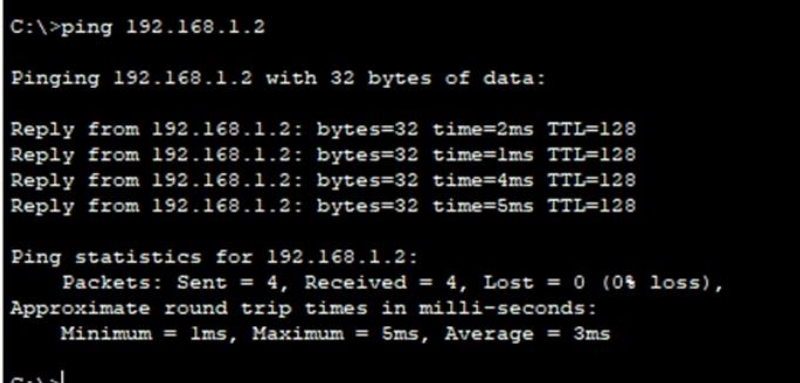 C:\>ping 192.168.1.2
Pinging 192.168.1.2 with 32 bytes of data:
Reply from 192.168.1.2: bytes=32 time=2ms TTL=128
Reply from 192.168.1.2: bytes=32 time=1ms TTL=128
Reply from 192.168.1.2: bytes=32 time=4ms TTL=128
Reply from 192.168.1.2: bytes=32 time=5ms TTL=128
Ping statistics for 192.168.1.2:
Packets: Sent = 4, Received = 4, Lost = 0 (0% loss),
Approximate round trip times in milli-seconds:
Minimum = 1ms, Maximum = 5ms, Average = 3ms
C:\>